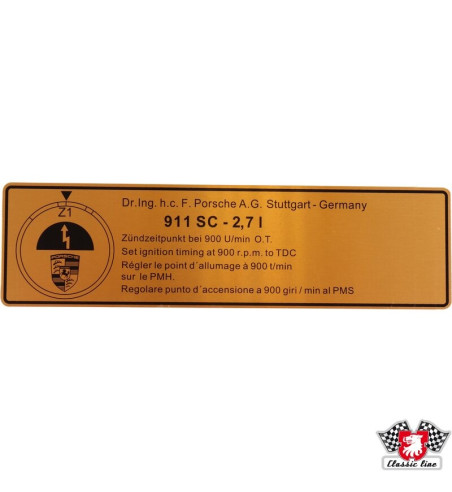 Dr.Ing. h.c. F. Porsche A.G. Stuttgart - Germany
911 SC - 2,7 l
Z1
PORSCHE
Zündzeitpunkt bei 900 U/min O.T.
Set ignition timing at 900 r.p.m. to TDC
Régler le point d´allumage à 900 t/min
sur le PMH.
Regolare punto d´accensione a 900 giri / min al PMS
Classic line